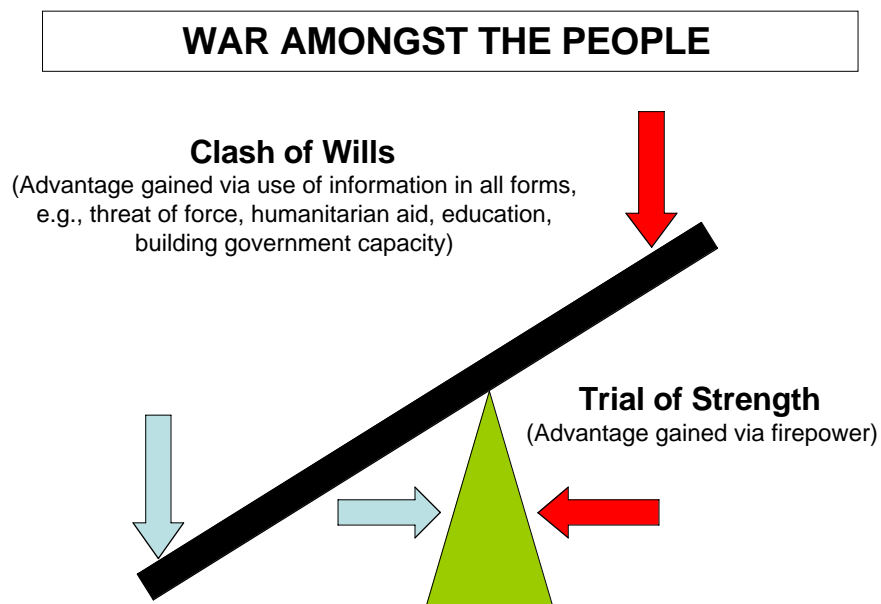 WAR AMONGST THE PEOPLE
Clash of Wills
(Advantage gained via use of information in all forms,
e.g., threat of force, humanitarian aid, education,
building government capacity)
Trial of Strength
(Advantage gained via firepower)